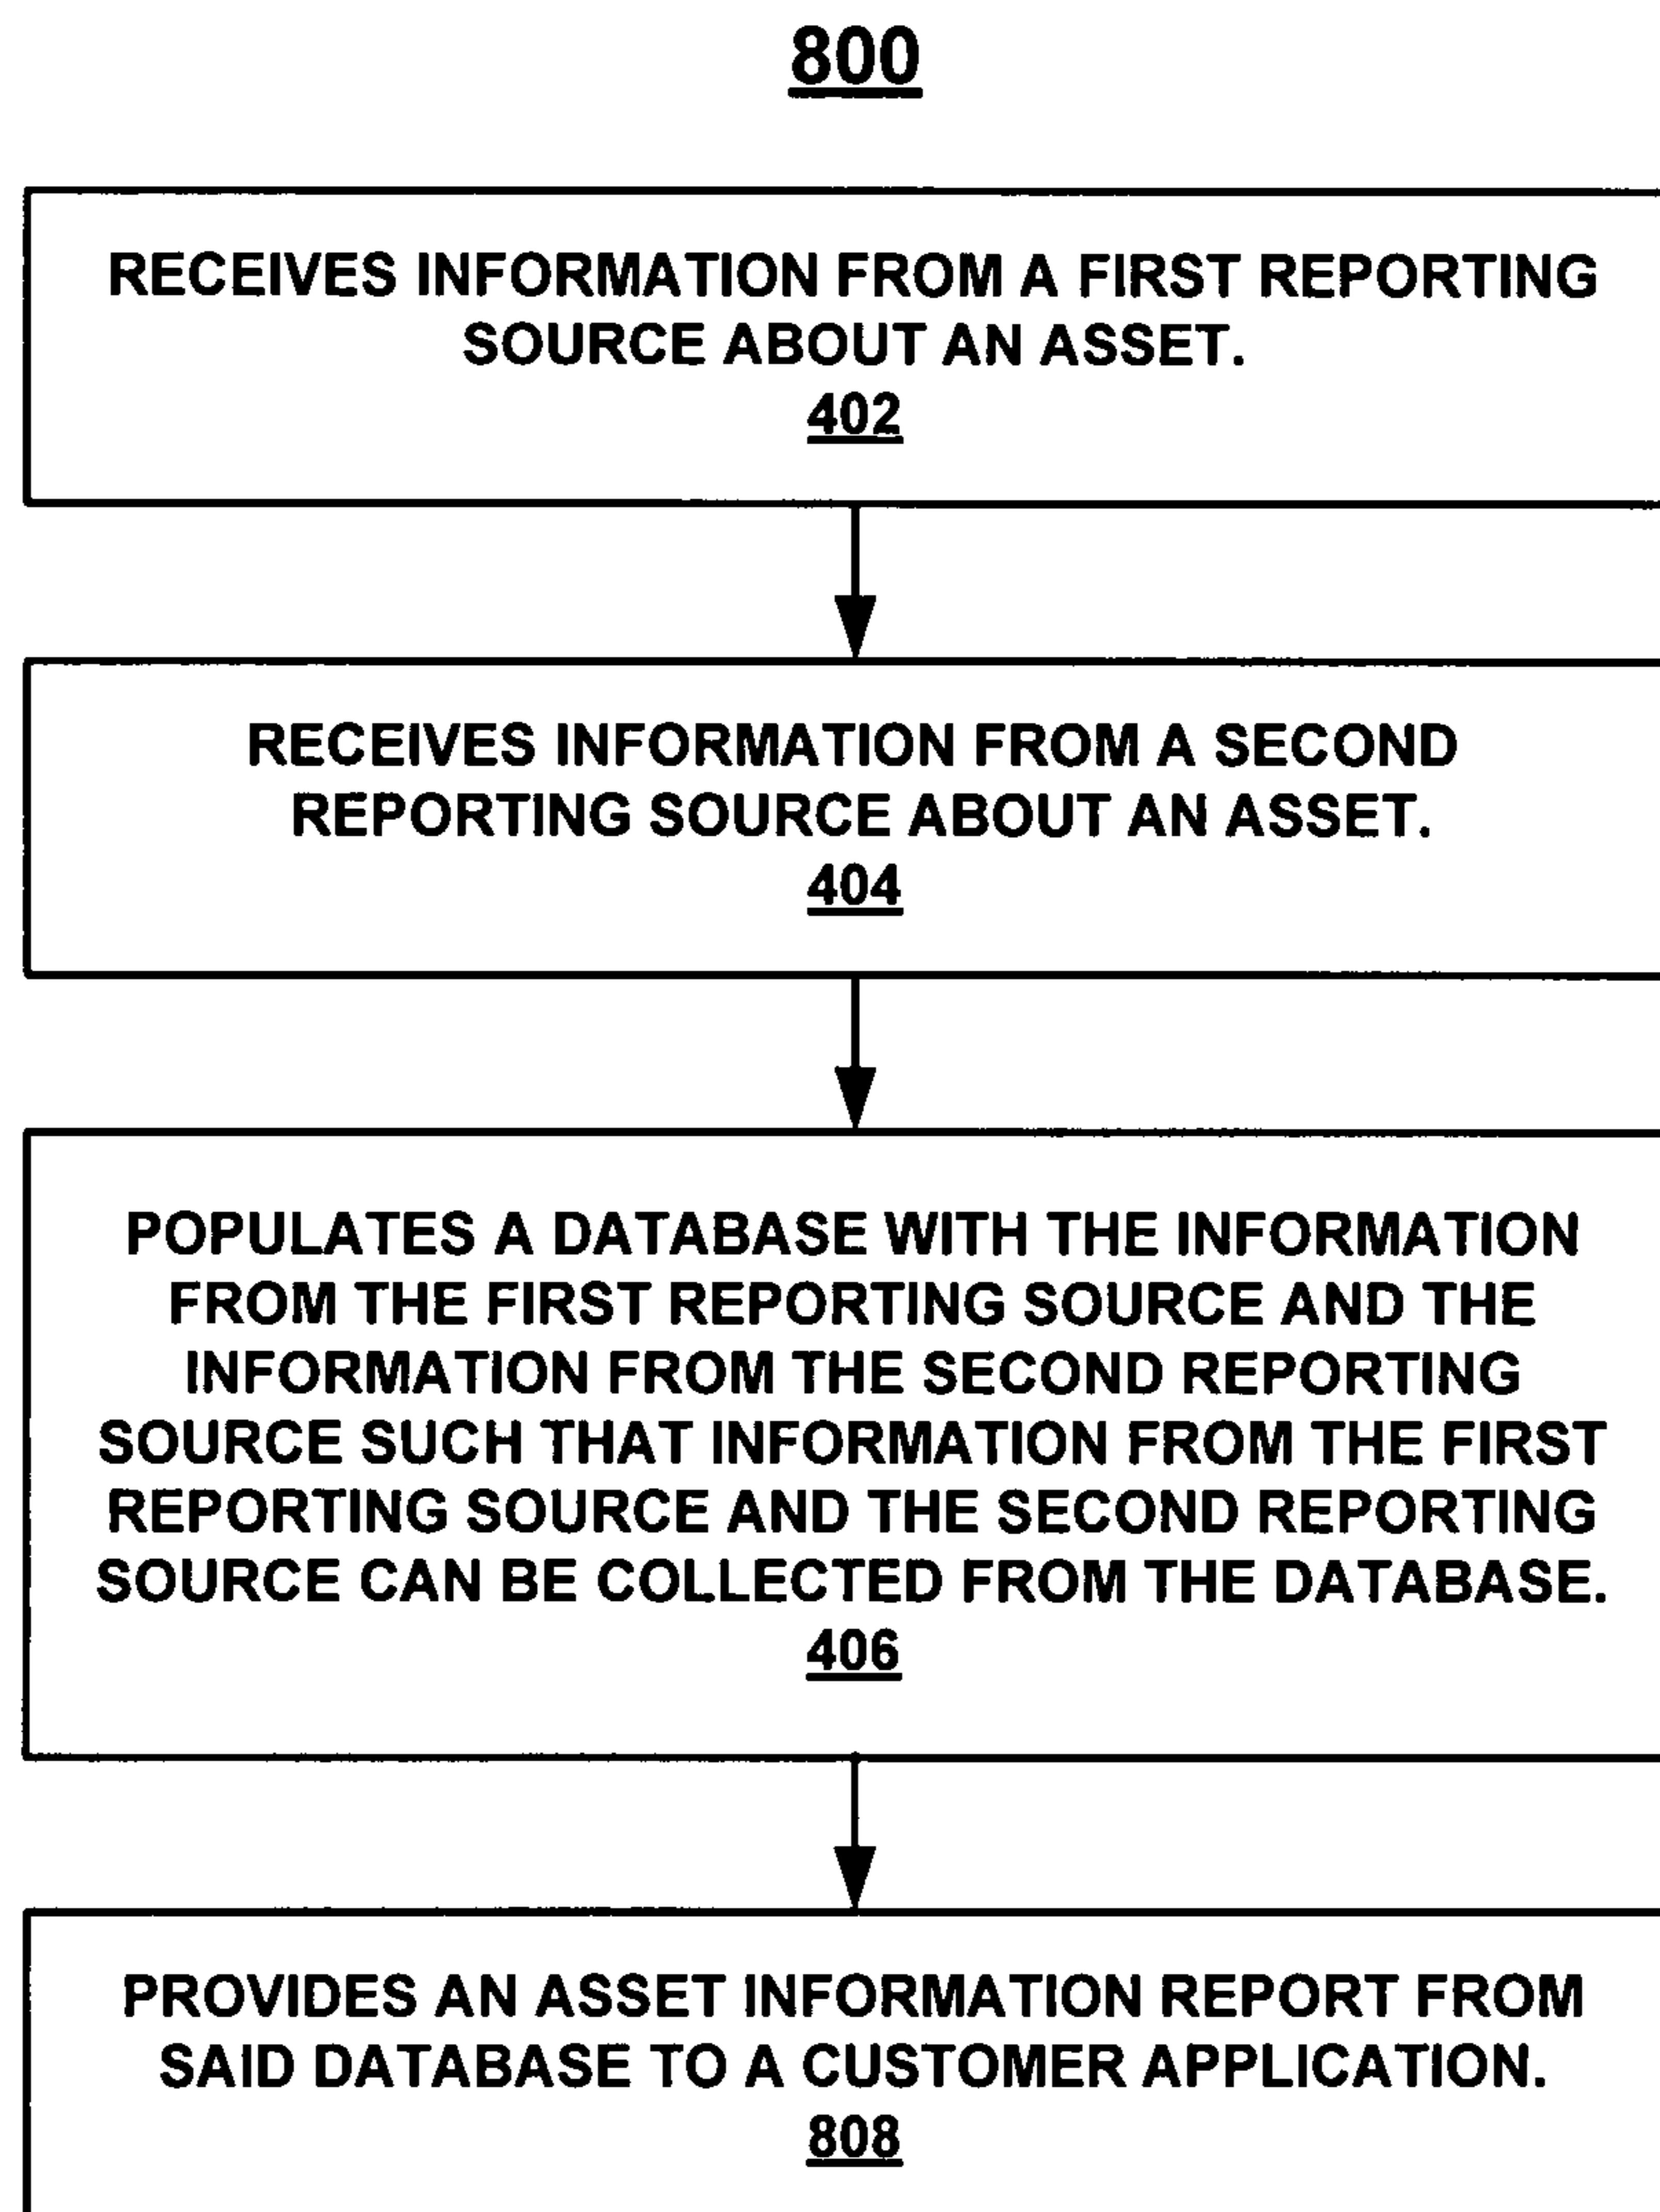 800
RECEIVES INFORMATION FROM A FIRST REPORTING
SOURCE ABOUT AN ASSET.
402
RECEIVES INFORMATION FROM A SECOND
REPORTING SOURCE ABOUT AN ASSET.
404
POPULATES A DATABASE WITH THE INFORMATION
FROM THE FIRST REPORTING SOURCE AND THE
INFORMATION FROM THE SECOND REPORTING
SOURCE SUCH THAT INFORMATION FROM THE FIRST
REPORTING SOURCE AND THE SECOND REPORTING
SOURCE CAN BE COLLECTED FROM THE DATABASE.
406
PROVIDES AN ASSET INFORMATION REPORT FROM
SAID DATABASE TO A CUSTOMER APPLICATION.
808